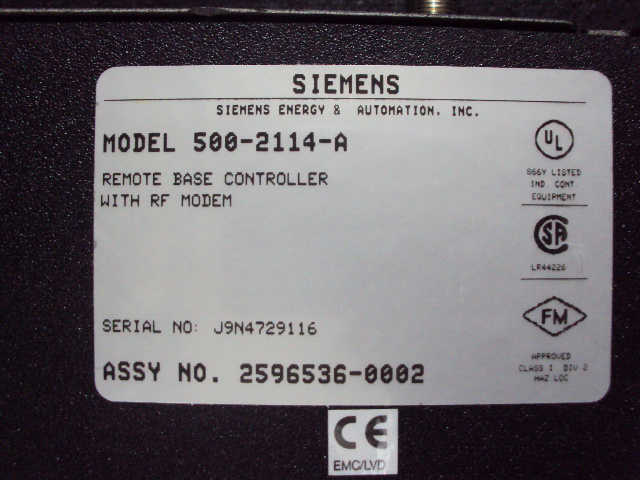 SIEMENS
SIEMENS ENERGY & AUTOMATION, INC.
MODEL 500-2114-A
REMOTE BASE CONTROLLER
WITH RF MODEM
UL
866Y LISTED
IND. CONT.
EQUIPMENT
SA
LR44226
FM
APPROVED
CLASS I DIV 2
HAZ LOC
SERIAL NO: J9N4729116
ASSY NO. 2596536-0002
CE
EMC/LVD